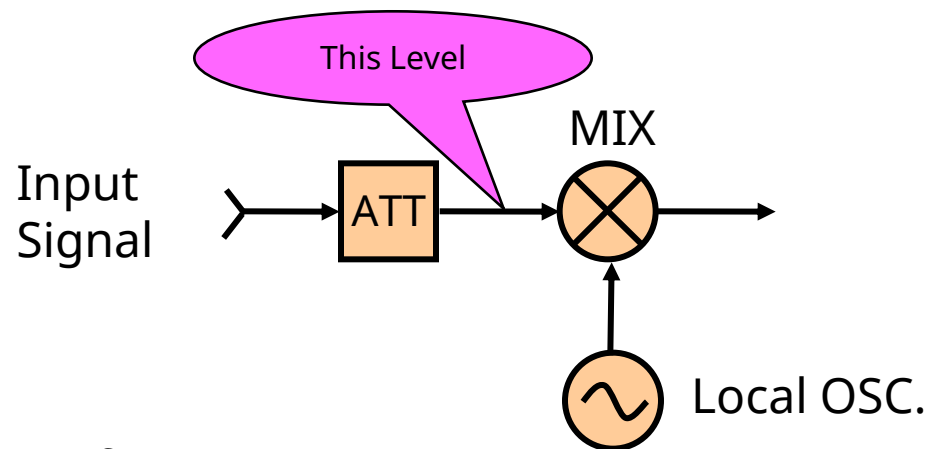 This Level
MIX
Input
Signal
ATT
Local OSC.